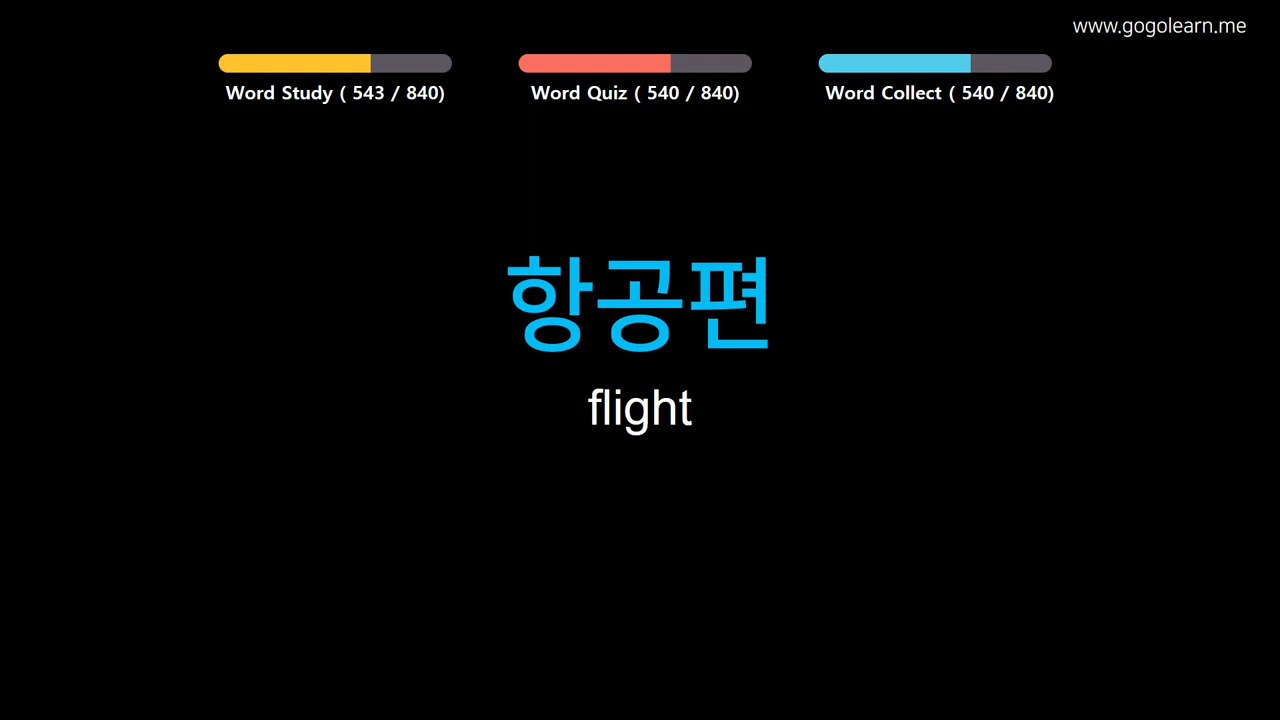 www.gogolearn.me
Word Study ( 543 / 840)
Word Quiz ( 540 / 840)
Word Collect ( 540 / 840)
항공편
flight